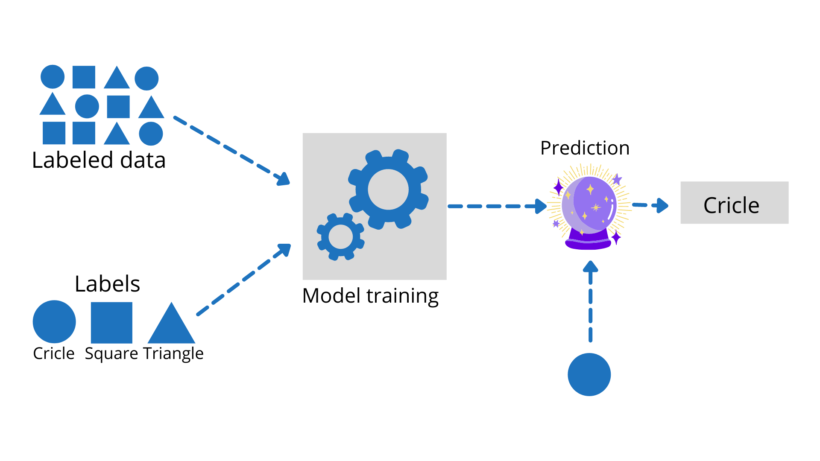 Labeled data
Labels
Cricle Square Triangle
Model training
Prediction
Cricle